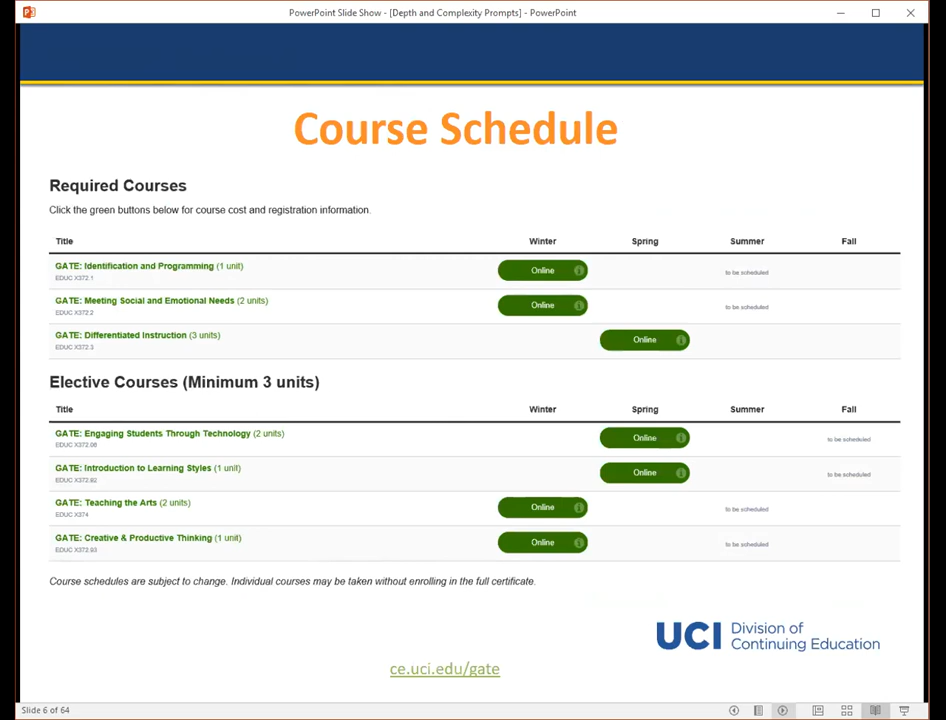 PowerPoint Slide Show - [Depth and Complexity Prompts] - PowerPoint
Course Schedule
Required Courses
Click the green buttons below for course cost and registration information.
Title Winter Spring Summer Fall
GATE: Identification and Programming (1 unit) Online to be scheduled
EDUC X372.1
GATE: Meeting Social and Emotional Needs (2 units) Online to be scheduled
EDUC X372.2
GATE: Differentiated Instruction (3 units) Online
EDUC X372.3
Elective Courses (Minimum 3 units)
Title Winter Spring Summer Fall
GATE: Engaging Students Through Technology (2 units) Online to be scheduled
EDUC X372.08
GATE: Introduction to Learning Styles (1 unit) Online to be scheduled
EDUC X372.92
GATE: Teaching the Arts (2 units) Online to be scheduled
EDUC X374
GATE: Creative & Productive Thinking (1 unit) Online to be scheduled
EDUC X372.93
Course schedules are subject to change. Individual courses may be taken without enrolling in the full certificate.
UCI Division of
Continuing Education
ce.uci.edu/gate
Slide 6 of 64